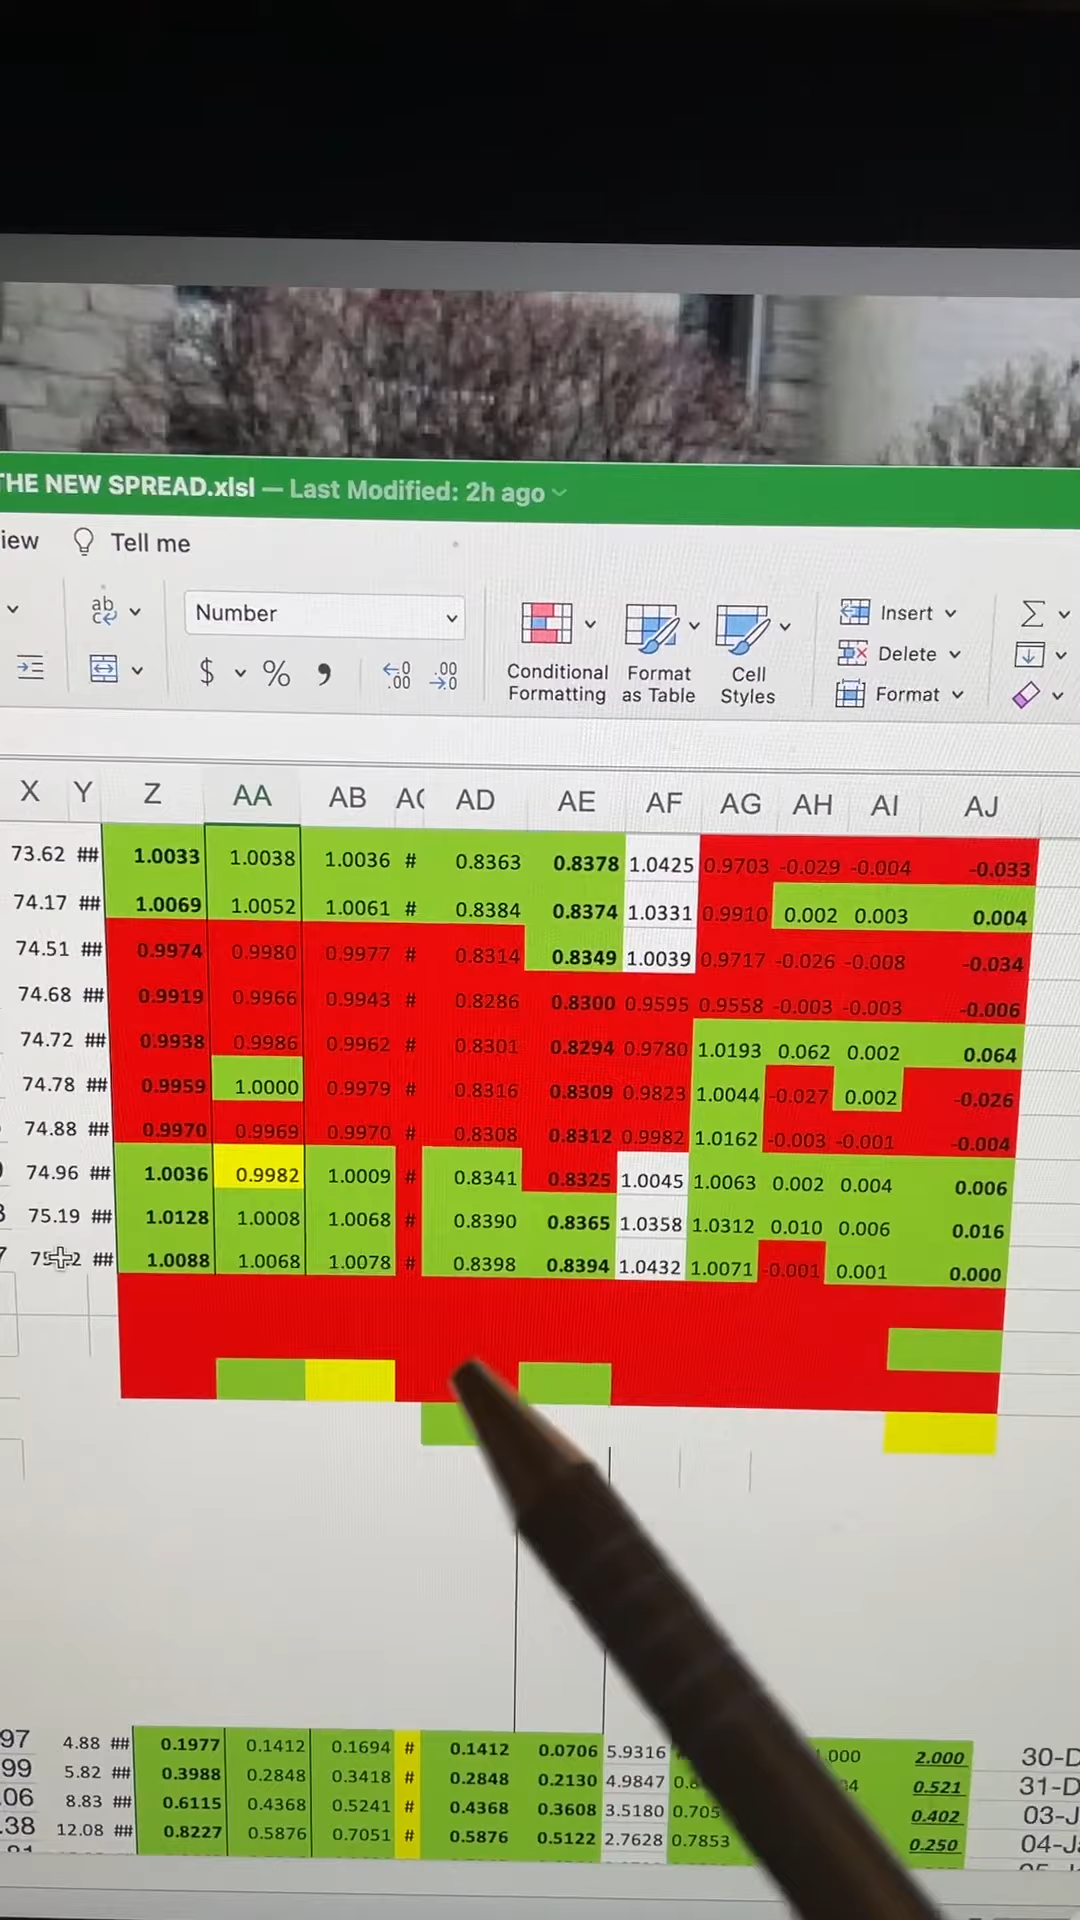 THE NEW SPREAD.xlsl — Last Modified: 2h ago
iew Tell me
ab
c
Number
$ % ,
.00 .00
Conditional Formatting
Format as Table
Cell Styles
Insert
Delete
Format
Σ
X Y Z AA AB AD AE AF AG AH AI AJ
73.62 ## 1.0033 1.0038 1.0036 # 0.8363 0.8378 1.0425 0.9703 -0.029 -0.004 -0.033
74.17 ## 1.0069 1.0052 1.0061 # 0.8384 0.8374 1.0331 0.9910 0.002 0.003 0.004
74.51 ## 0.9974 0.9980 0.9977 # 0.8314 0.8349 1.0039 0.9717 -0.026 -0.008 -0.034
74.68 ## 0.9919 0.9966 0.9943 # 0.8286 0.8300 0.9595 0.9558 -0.003 -0.003 -0.006
74.72 ## 0.9938 0.9986 0.9962 # 0.8301 0.8294 0.9780 1.0193 0.062 0.002 0.064
74.78 ## 0.9959 1.0000 0.9979 # 0.8316 0.8309 0.9823 1.0044 -0.027 0.002 -0.026
74.88 ## 0.9970 0.9969 0.9970 # 0.8308 0.8312 0.9982 1.0162 -0.003 -0.001 -0.004
74.96 ## 1.0036 0.9982 1.0009 # 0.8341 0.8325 1.0045 1.0063 0.002 0.004 0.006
75.19 ## 1.0128 1.0008 1.0068 # 0.8390 0.8365 1.0358 1.0312 0.010 0.006 0.016
## 1.0088 1.0068 1.0078 # 0.8398 0.8394 1.0432 1.0071 -0.001 0.001 0.000
97 4.88 ## 0.1977 0.1412 0.1694 # 0.1412 0.0706 5.9316 .000 2.000 30-D
99 5.82 ## 0.3988 0.2848 0.3418 # 0.2848 0.2130 4.9847 0.521 31-D
.06 8.83 ## 0.6115 0.4368 0.5241 # 0.4368 0.3608 3.5180 0.705 0.402 03-J
.38 12.08 ## 0.8227 0.5876 0.7051 # 0.5876 0.5122 2.7628 0.7853 0.250 04-J